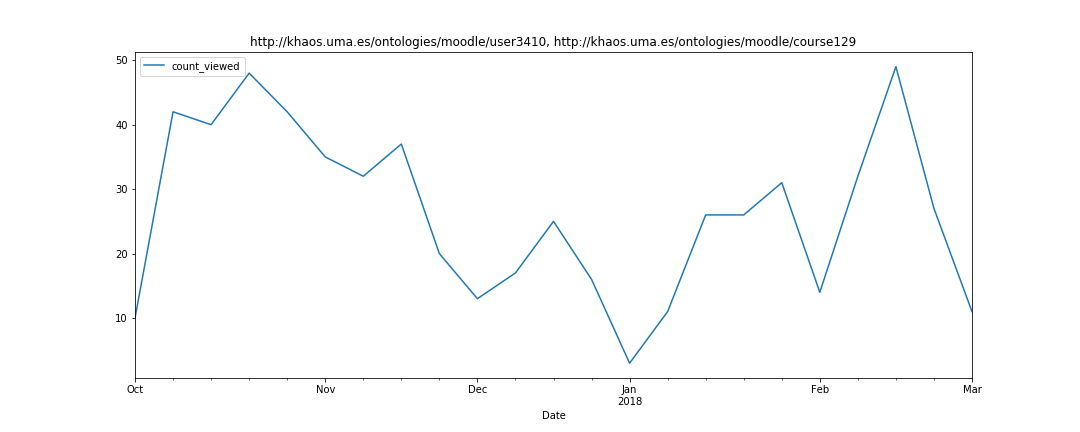 http://khaos.uma.es/ontologies/moodle/user3410, http://khaos.uma.es/ontologies/moodle/course129
count_viewed
50
40
30
20
10
Oct
Nov
Dec
Jan
2018
Feb
Mar
Date